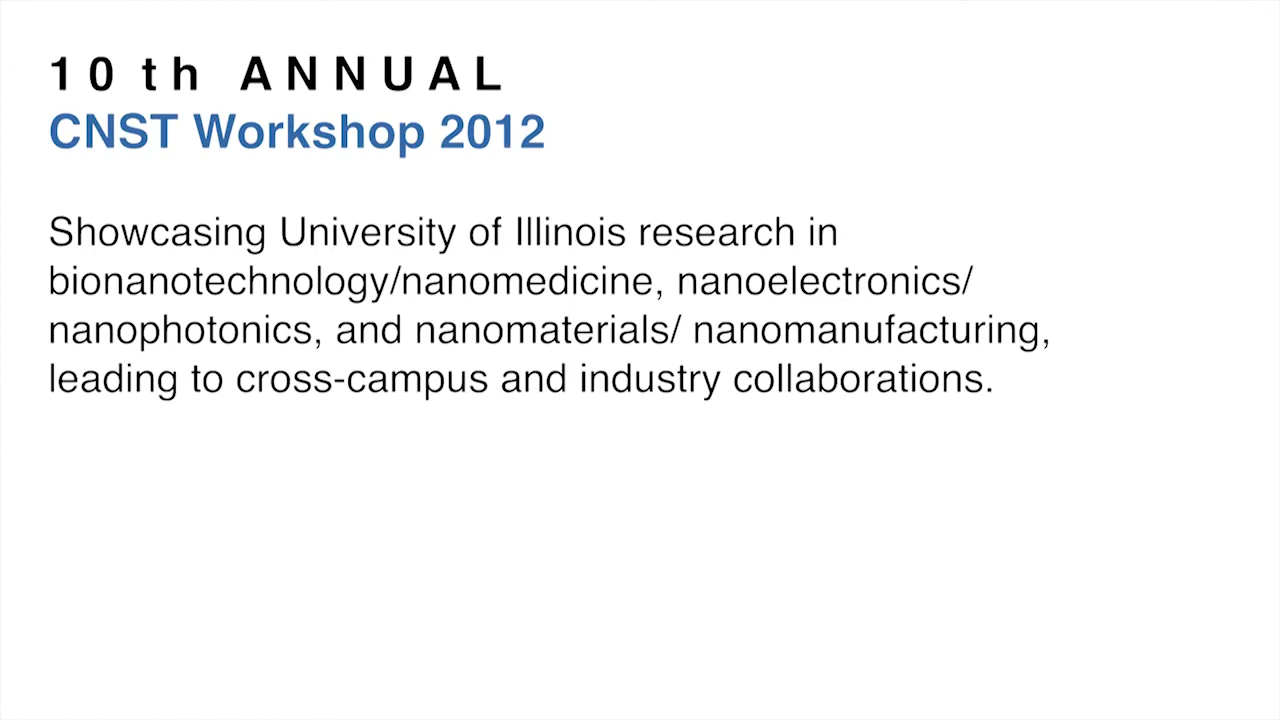 10th ANNUAL
CNST Workshop 2012
Showcasing University of Illinois research in
bionanotechnology/nanomedicine, nanoelectronics/
nanophotonics, and nanomaterials/ nanomanufacturing,
leading to cross-campus and industry collaborations.